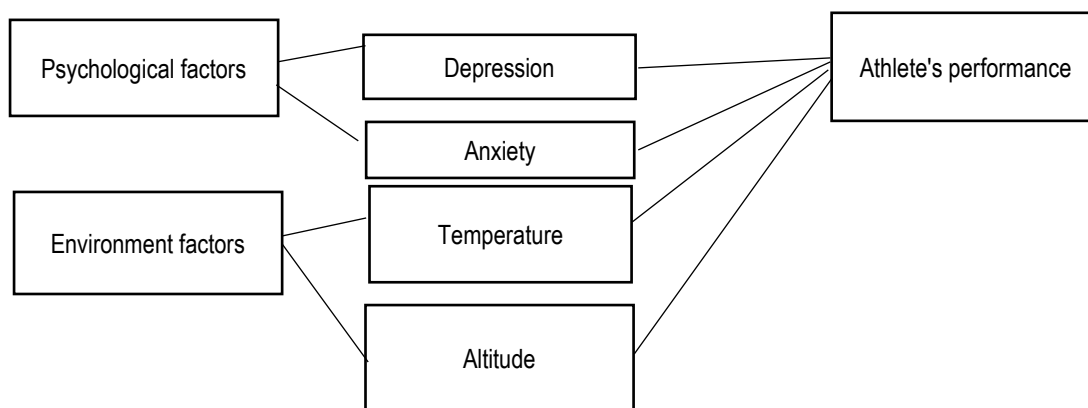 Psychological factors
Depression
Athlete's performance
Anxiety
Environment factors
Temperature
Altitude